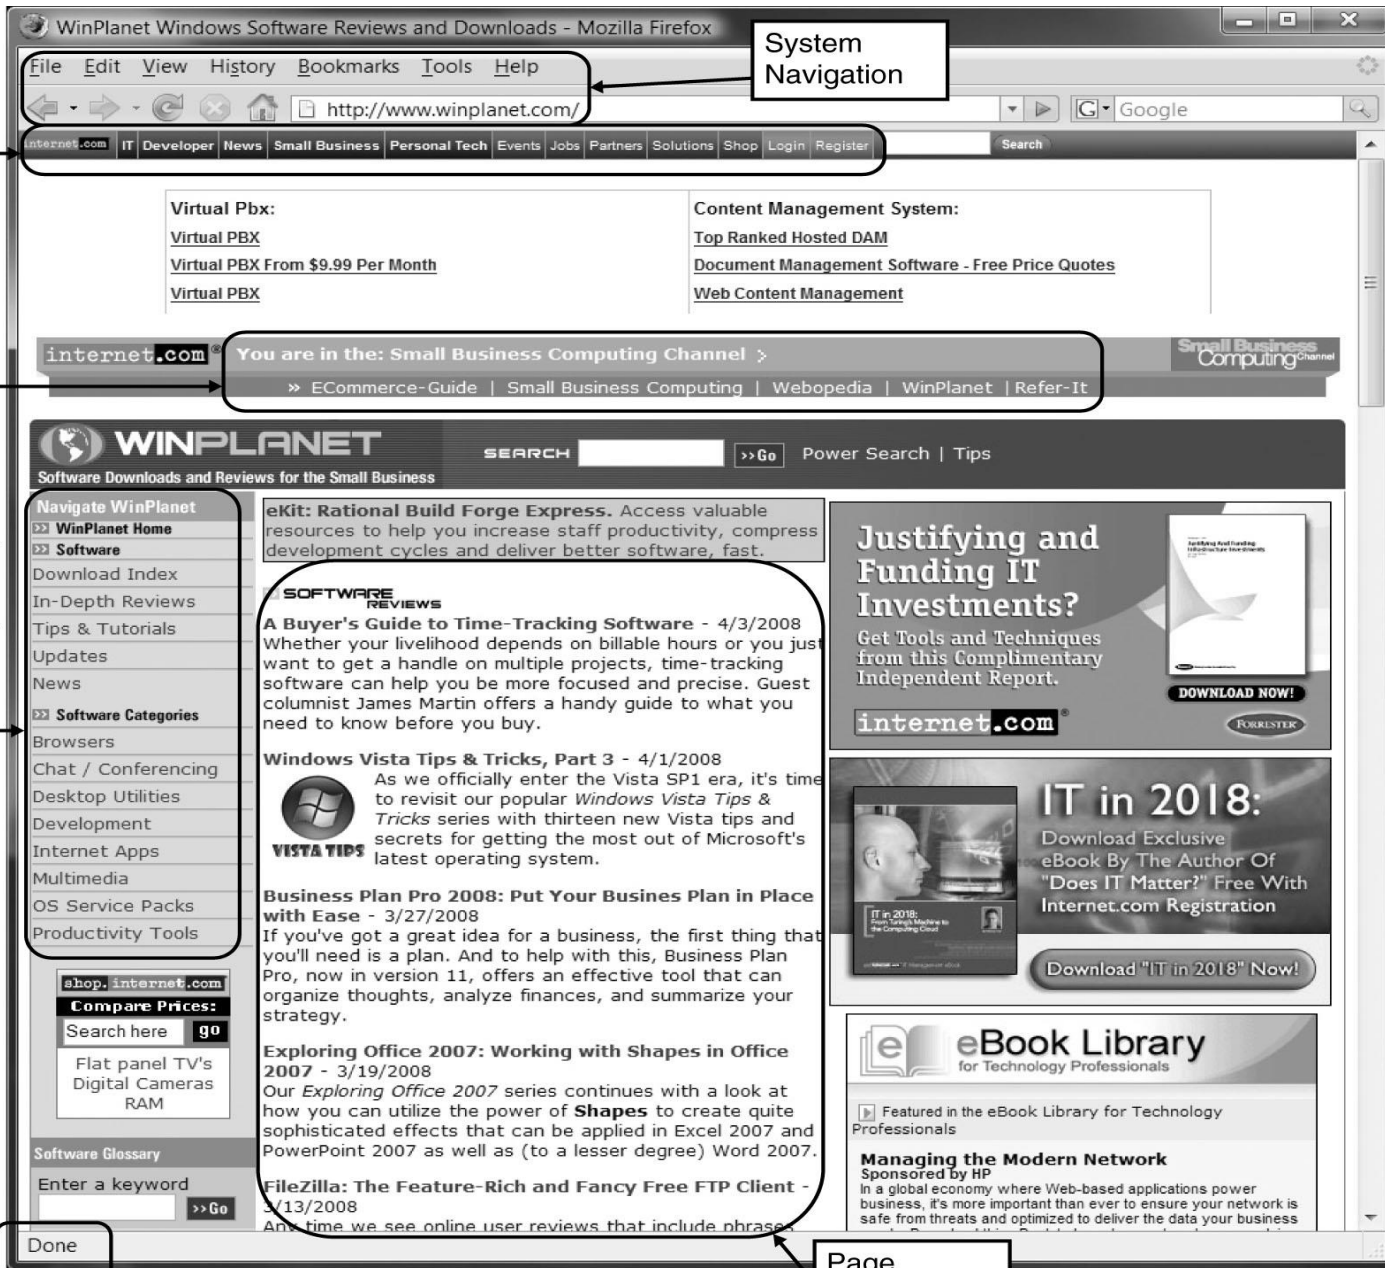 WinPlanet Windows Software Reviews and Downloads - Mozilla Firefox
System
Navigation
File Edit View History Bookmarks Tools Help
http://www.winplanet.com/
G Google
internet.com IT Developer News Small Business Personal Tech Events Jobs Partners Solutions Shop Login Register Search
Virtual Pbx:
Virtual PBX
Virtual PBX From $9.99 Per Month
Virtual PBX
Content Management System:
Top Ranked Hosted DAM
Document Management Software - Free Price Quotes
Web Content Management
internet.com® You are in the: Small Business Computing Channel >
Small Business
Computing Channel
» ECommerce-Guide | Small Business Computing | Webopedia | WinPlanet | Refer-It
WINPLANET
Software Downloads and Reviews for the Small Business
SEARCH >>Go Power Search | Tips
Navigate WinPlanet
WinPlanet Home
Software
Download Index
In-Depth Reviews
Tips & Tutorials
Updates
News
Software Categories
Browsers
Chat / Conferencing
Desktop Utilities
Development
Internet Apps
Multimedia
OS Service Packs
Productivity Tools
shop.internet.com
Compare Prices:
Search here go
Flat panel TV's
Digital Cameras
RAM
Software Glossary
Enter a keyword
>>Go
Done
eKit: Rational Build Forge Express. Access valuable
resources to help you increase staff productivity, compress
development cycles and deliver better software, fast.
SOFTWARE
REVIEWS
A Buyer's Guide to Time-Tracking Software - 4/3/2008
Whether your livelihood depends on billable hours or you just
want to get a handle on multiple projects, time-tracking
software can help you be more focused and precise. Guest
columnist James Martin offers a handy guide to what you
need to know before you buy.
Windows Vista Tips & Tricks, Part 3 - 4/1/2008
As we officially enter the Vista SP1 era, it's time
to revisit our popular Windows Vista Tips &
Tricks series with thirteen new Vista tips and
secrets for getting the most out of Microsoft's
latest operating system.
VISTA TIPS
Business Plan Pro 2008: Put Your Busines Plan in Place
with Ease - 3/27/2008
If you've got a great idea for a business, the first thing that
you'll need is a plan. And to help with this, Business Plan
Pro, now in version 11, offers an effective tool that can
organize thoughts, analyze finances, and summarize your
strategy.
Exploring Office 2007: Working with Shapes in Office
2007 - 3/19/2008
Our Exploring Office 2007 series continues with a look at
how you can utilize the power of Shapes to create quite
sophisticated effects that can be applied in Excel 2007 and
PowerPoint 2007 as well as (to a lesser degree) Word 2007.
FileZilla: The Feature-Rich and Fancy Free FTP Client -
3/13/2008
Any time we see online user reviews that include phrases
Page
Justifying and
Funding IT
Investments?
Get Tools and Techniques
from this Complimentary
Independent Report.
internet.com®
Justifying And Funding
Infrastructure Investments
DOWNLOAD NOW!
FORRESTER
IT in 2018:
Download Exclusive
eBook By The Author Of
"Does IT Matter?" Free With
Internet.com Registration
IT in 2018:
From Turing's Machine to
the Computing Cloud
Download "IT in 2018" Now!
e eBook Library
for Technology Professionals
Featured in the eBook Library for Technology
Professionals
Managing the Modern Network
Sponsored by HP
In a global economy where Web-based applications power
business, it's more important than ever to ensure your network is
safe from threats and optimized to deliver the data your business